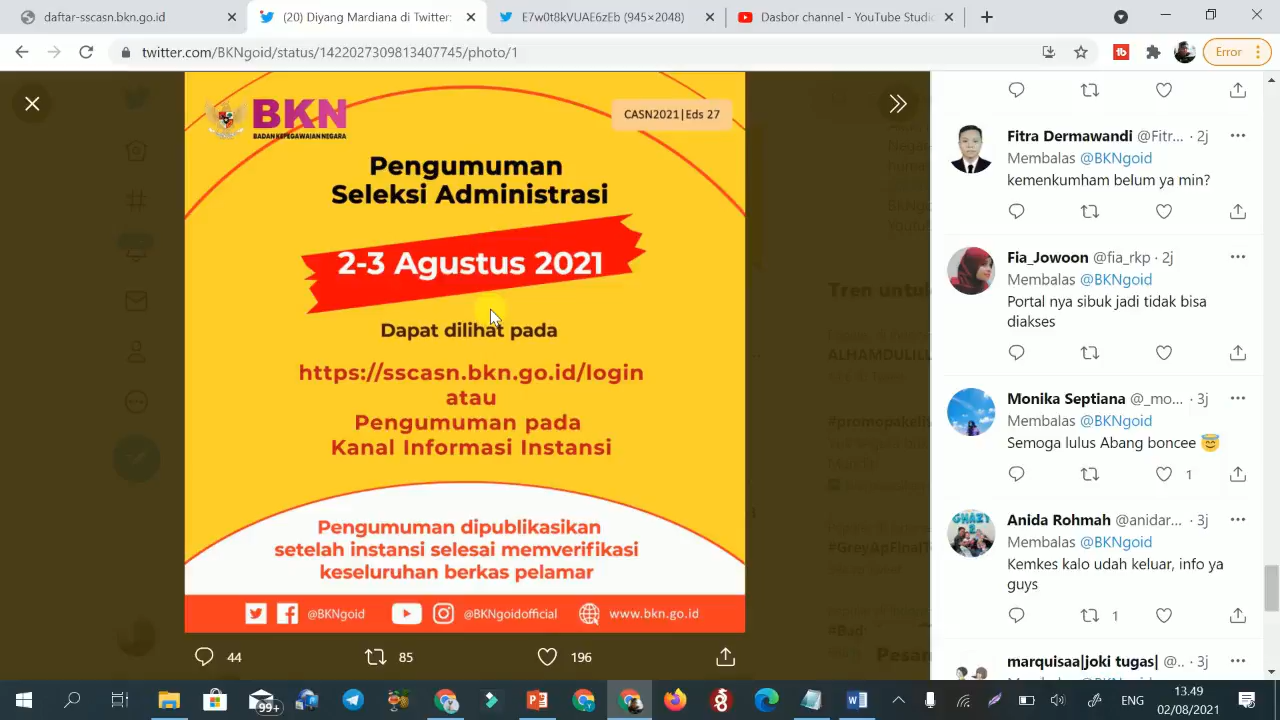 daftar-sscasn.bkn.go.id
(20) Diyang Mardiana di Twitter:
E7w0t8kVUAE6zEb (945×2048)
Dasbor channel - YouTube Studio
twitter.com/BKNgoid/status/1422027309813407745/photo/1
Error
BKN
BADAN KEPEGAWAIAN NEGARA
CASN2021|Eds 27
Pengumuman
Seleksi Administrasi
2-3 Agustus 2021
Dapat dilihat pada
https://sscasn.bkn.go.id/login
atau
Pengumuman pada
Kanal Informasi Instansi
Pengumuman dipublikasikan
setelah instansi selesai memverifikasi
keseluruhan berkas pelamar
@BKNgoid
@BKNgoidofficial
www.bkn.go.id
44
85
196
Tren untuk
ALHAMDULILL
Fitra Dermawandi @Fitr... · 2j
Membalas @BKNgoid
kemenkumham belum ya min?
Fia_Jowoon @fia_rkp · 2j
Membalas @BKNgoid
Portal nya sibuk jadi tidak bisa
diakses
Monika Septiana @_mo... · 3j
Membalas @BKNgoid
Semoga lulus Abang boncee 😇
1
Anida Rohmah @anidar... · 3j
Membalas @BKNgoid
Kemkes kalo udah keluar, info ya
guys
1
marquisaa|joki tugas| @... · 3j
99+
ENG
13.49
02/08/2021